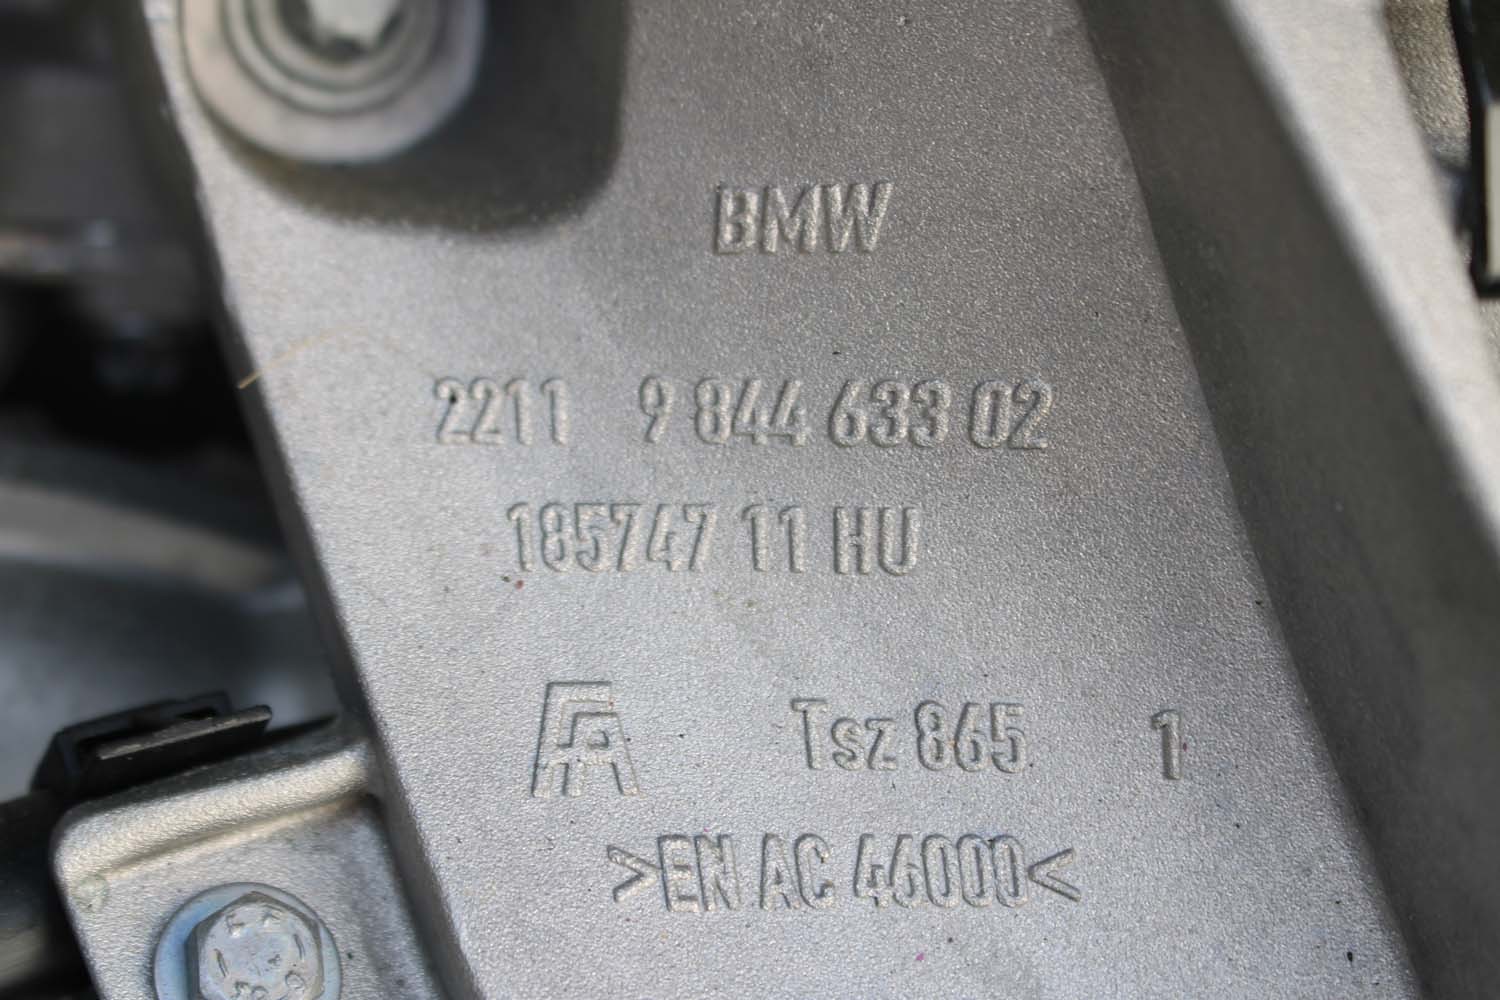 BMW
2211 9 844 633 02
185747 11 HU
Tsz 865 1
>EN AC 46000<